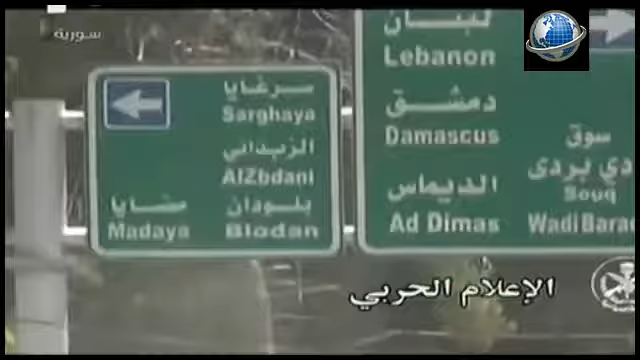 سورية
سرغايا
Sarghaya
الزبداني
AlZbdani
مضايا بلودان
Madaya Blodan
لبنان
Lebanon
دمشق
Damascus
الديماس
Ad Dimas
سوق
دي بردى
Souq
Wadi Barad
الإعلام الحربي